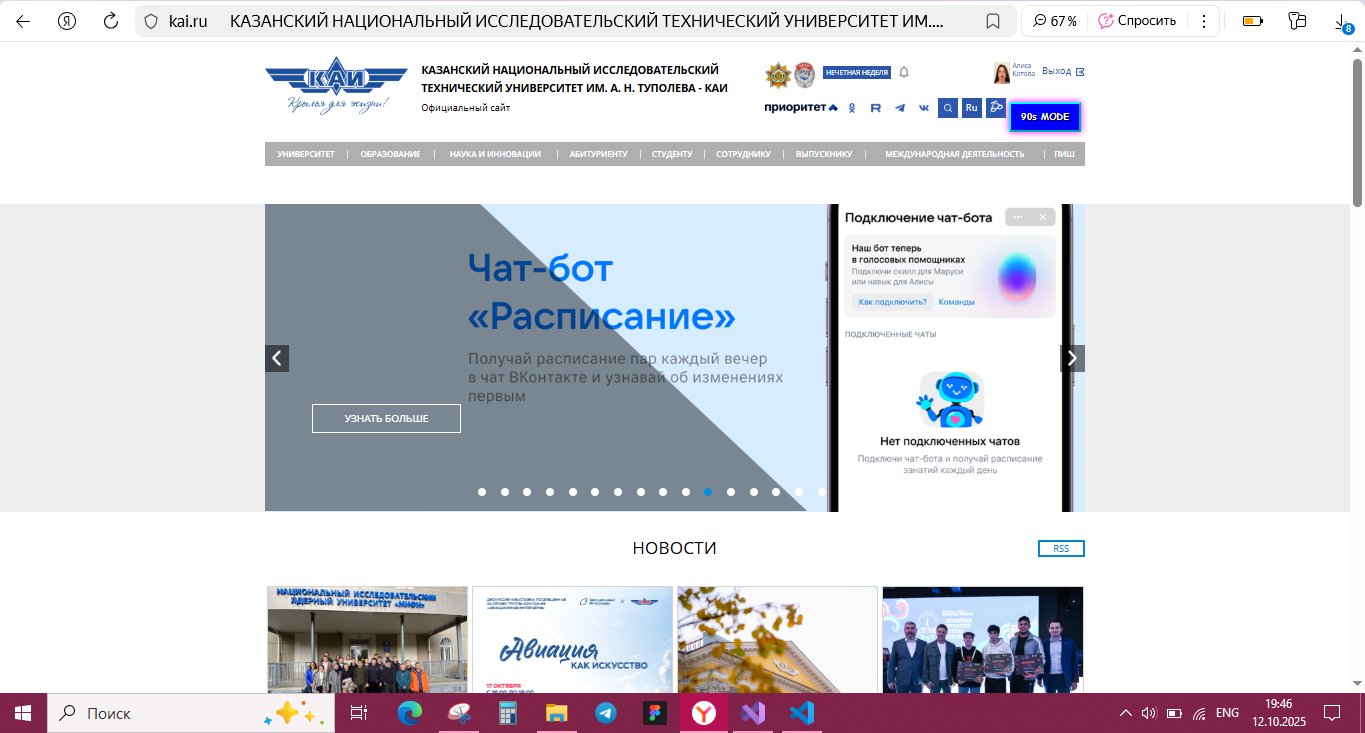 kai.ru КАЗАНСКИЙ НАЦИОНАЛЬНЫЙ ИССЛЕДОВАТЕЛЬСКИЙ ТЕХНИЧЕСКИЙ УНИВЕРСИТЕТ ИМ....
67 %
Спросить
8
КАИ
Крылья для жизни!
КАЗАНСКИЙ НАЦИОНАЛЬНЫЙ ИССЛЕДОВАТЕЛЬСКИЙ
ТЕХНИЧЕСКИЙ УНИВЕРСИТЕТ ИМ. А. Н. ТУПОЛЕВА - КАИ
Официальный сайт
НЕЧЕТНАЯ НЕДЕЛЯ
Алиса
Котова
Выход
приоритет
Ru
90s MODE
УНИВЕРСИТЕТ
ОБРАЗОВАНИЕ
НАУКА И ИННОВАЦИИ
АБИТУРИЕНТУ
СТУДЕНТУ
СОТРУДНИКУ
ВЫПУСКНИКУ
МЕЖДУНАРОДНАЯ ДЕЯТЕЛЬНОСТЬ
ПИШ
Чат-бот
«Расписание»
Получай расписание пар каждый вечер
в чат ВКонтакте и узнавай об изменениях
первым
УЗНАТЬ БОЛЬШЕ
Подключение чат-бота
Наш бот теперь
в голосовых помощниках
Подключи скилл для Маруси
или навык для Алисы
Как подключить?
Команды
ПОДКЛЮЧЕННЫЕ ЧАТЫ
Нет подключенных чатов
Подключи чат-бота и получай расписание
занатий каждый день
НОВОСТИ
RSS
НАЦИОНАЛЬНЫЙ ИССЛЕДОВАТЕЛЬСКИЙ
ЯДЕРНЫЙ УНИВЕРСИТЕТ «МИФИ»
Авиация
КАК ИСКУССТВО
17 ОКТЯБРЯ
Поиск
ENG
19:46
12.10.2025